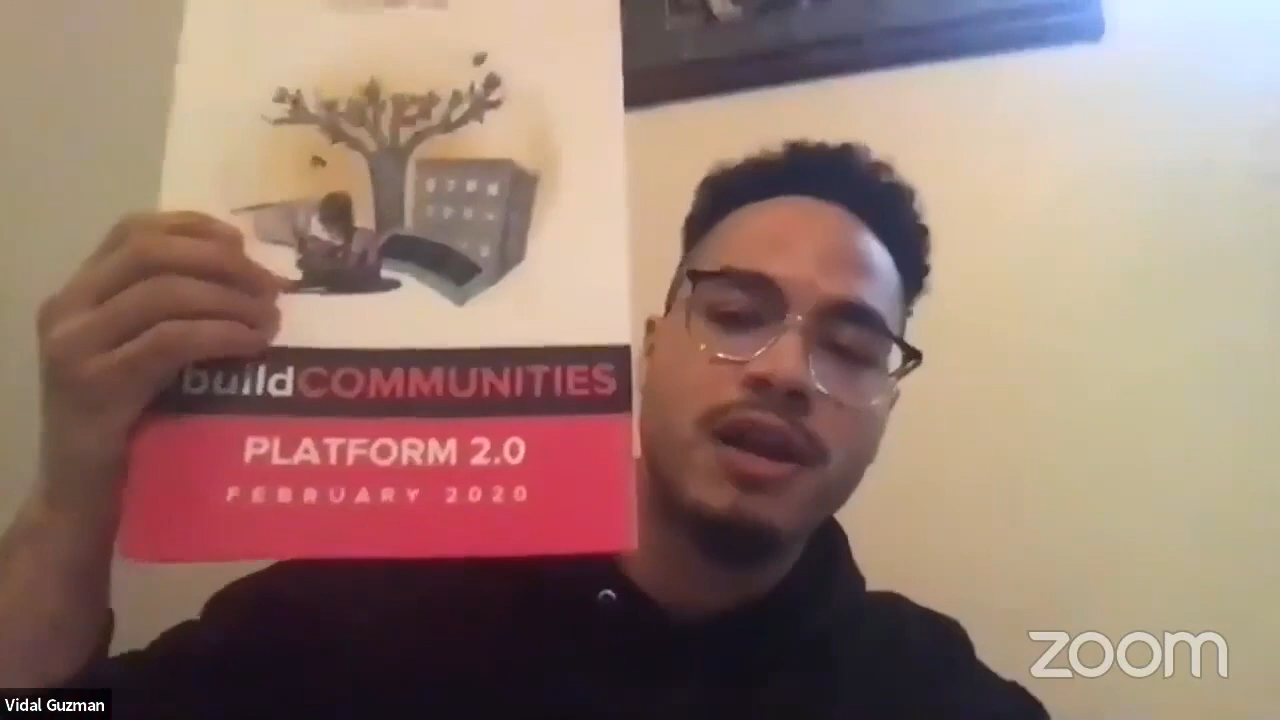 buildCOMMUNITIES
PLATFORM 2.0
FEBRUARY 2020
zoom
Vidal Guzman